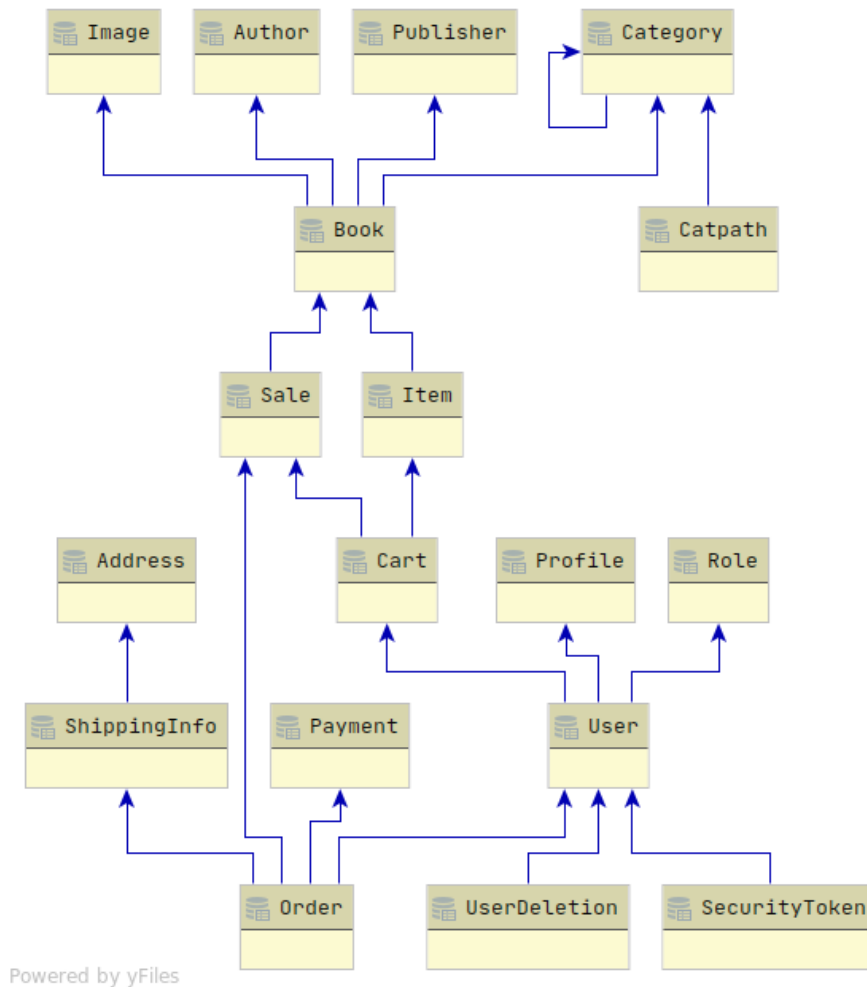 Image
Author
Publisher
Category
Book
Catpath
Sale
Item
Address
Cart
Profile
Role
ShippingInfo
Payment
User
Order
UserDeletion
SecurityToken
Powered by yFiles